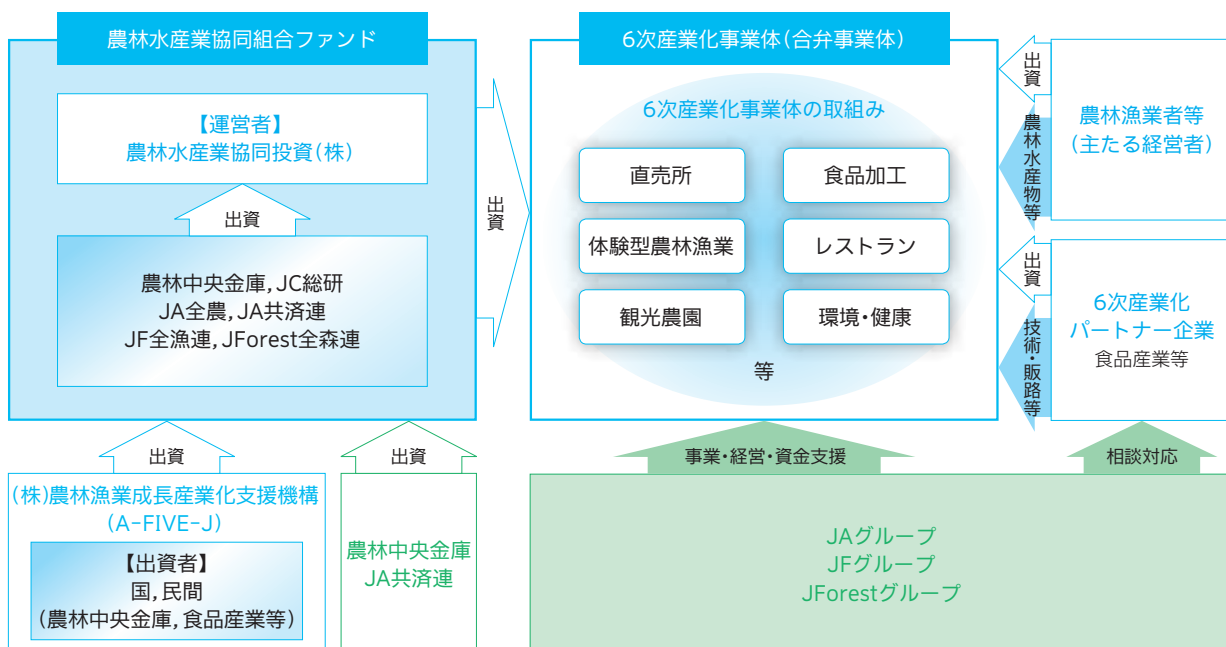 農林水産業協同組合ファンド
【運営者】
農林水産業協同投資(株)
出資
農林中央金庫, JC総研
JA全農, JA共済連
JF全漁連, JForest全森連
出資
(株)農林漁業成長産業化支援機構
(A-FIVE-J)
【出資者】
国, 民間
(農林中央金庫, 食品産業等)
出資
農林中央金庫
JA共済連
出資
6次産業化事業体(合弁事業体)
6次産業化事業体の取組み
直売所
食品加工
体験型農林漁業
レストラン
観光農園
環境・健康
等
出資
農林水産物等
農林漁業者等
(主たる経営者)
出資
技術・販路等
6次産業化
パートナー企業
食品産業等
事業・経営・資金支援
相談対応
JAグループ
JFグループ
JForestグループ